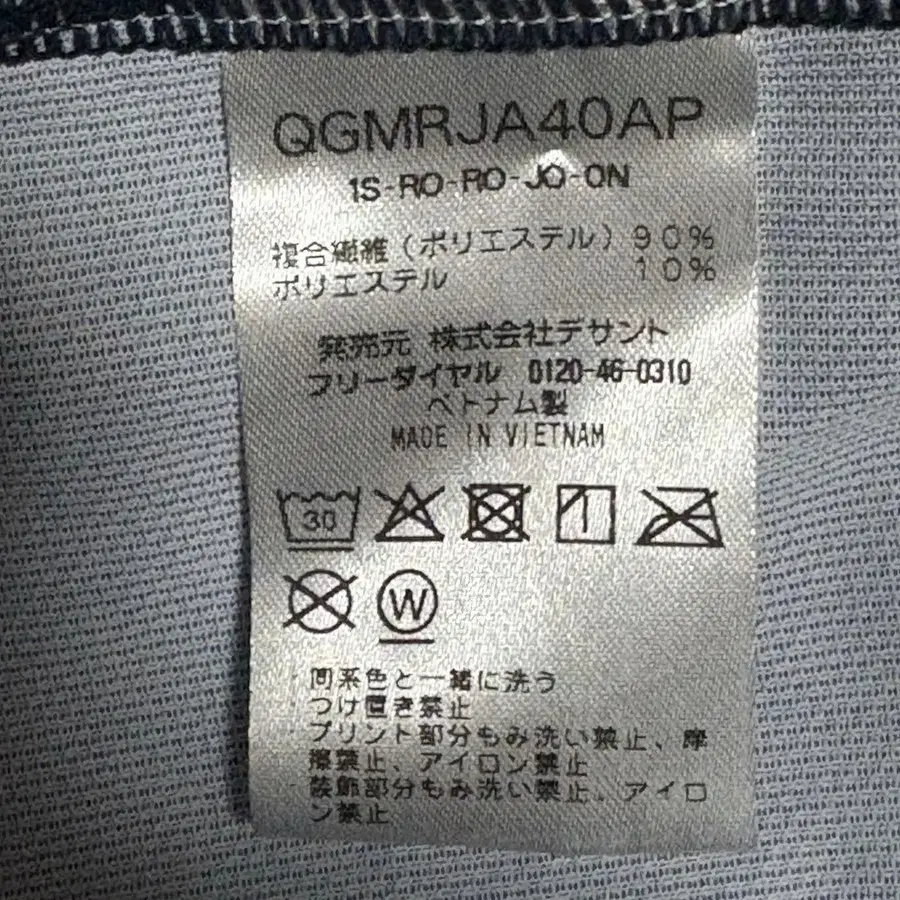 QGMRJA40AP
1S-RO-RO-JO-ON
複合繊維(ポリエステル) 90%
ポリエステル 10%
発売元 株式会社デサント
フリーダイヤル 0120-46-0310
ベトナム製
MADE IN VIETNAM
30
W
同系色と一緒に洗う
つけ置き禁止
プリント部分もみ洗い禁止、摩
擦禁止、アイロン禁止
装飾部分もみ洗い禁止、アイロ
ン禁止